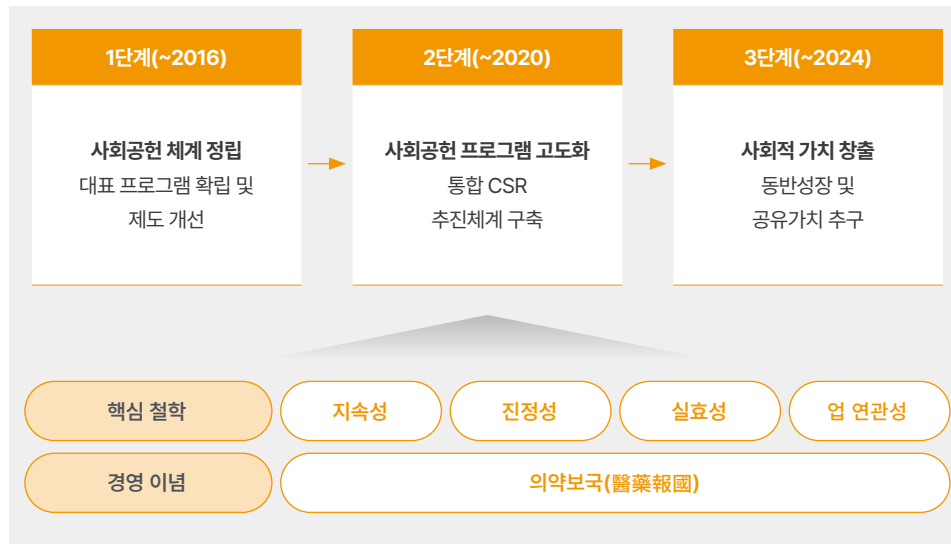 1단계(~2016)
사회공헌 체계 정립
대표 프로그램 확립 및
제도 개선
2단계(~2020)
사회공헌 프로그램 고도화
통합 CSR
추진체계 구축
3단계(~2024)
사회적 가치 창출
동반성장 및
공유가치 추구
핵심 철학
지속성
진정성
실효성
업 연관성
경영 이념
의약보국(醫藥報國)